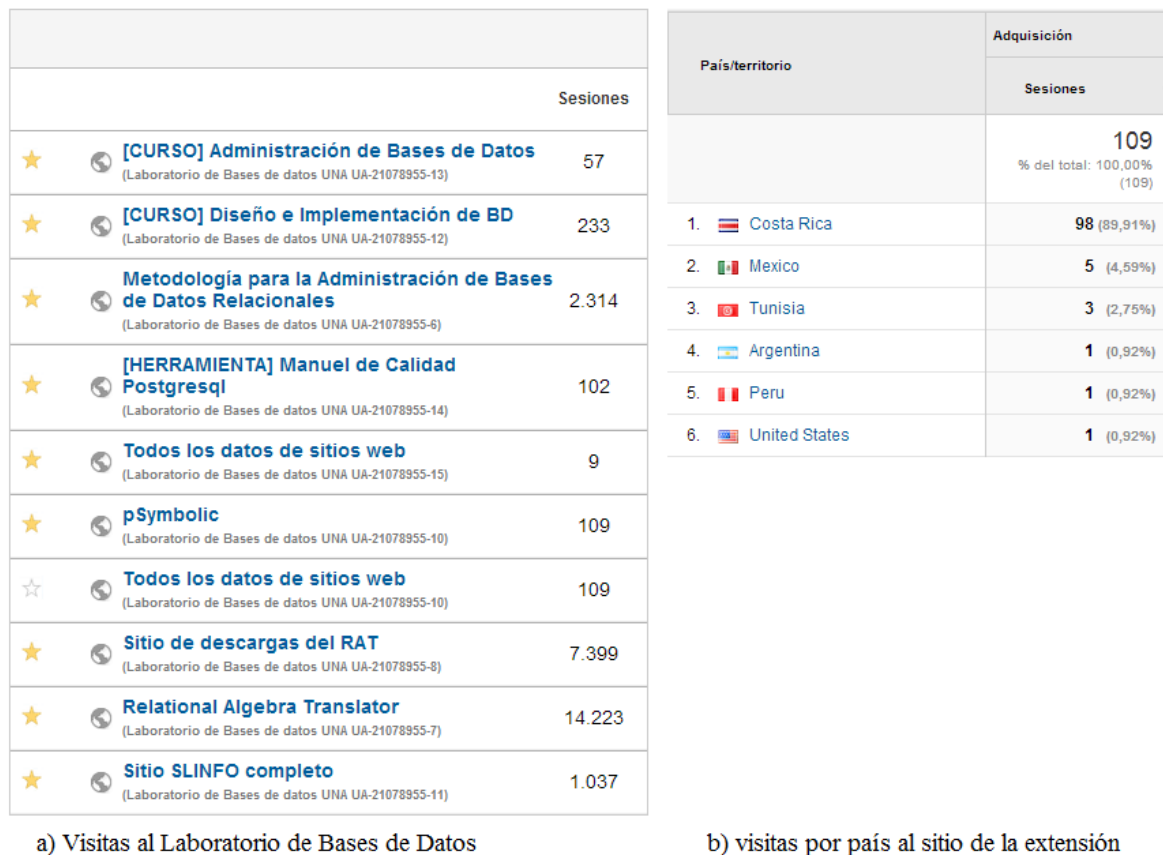 Sesiones
[CURSO] Administración de Bases de Datos
(Laboratorio de Bases de datos UNA UA-21078955-13)
57
[CURSO] Diseño e Implementación de BD
(Laboratorio de Bases de datos UNA UA-21078955-12)
233
Metodología para la Administración de Bases
de Datos Relacionales
(Laboratorio de Bases de datos UNA UA-21078955-6)
2.314
[HERRAMIENTA] Manuel de Calidad
Postgresql
(Laboratorio de Bases de datos UNA UA-21078955-14)
102
Todos los datos de sitios web
(Laboratorio de Bases de datos UNA UA-21078955-15)
9
pSymbolic
(Laboratorio de Bases de datos UNA UA-21078955-10)
109
Todos los datos de sitios web
(Laboratorio de Bases de datos UNA UA-21078955-10)
109
Sitio de descargas del RAT
(Laboratorio de Bases de datos UNA UA-21078955-8)
7.399
Relational Algebra Translator
(Laboratorio de Bases de datos UNA UA-21078955-7)
14.223
Sitio SLINFO completo
(Laboratorio de Bases de datos UNA UA-21078955-11)
1.037
a) Visitas al Laboratorio de Bases de Datos
País/territorio
Adquisición
Sesiones
109
% del total: 100,00%
(109)
1. Costa Rica 98 (89,91%)
2. Mexico 5 (4,59%)
3. Tunisia 3 (2,75%)
4. Argentina 1 (0,92%)
5. Peru 1 (0,92%)
6. United States 1 (0,92%)
b) visitas por país al sitio de la extensión